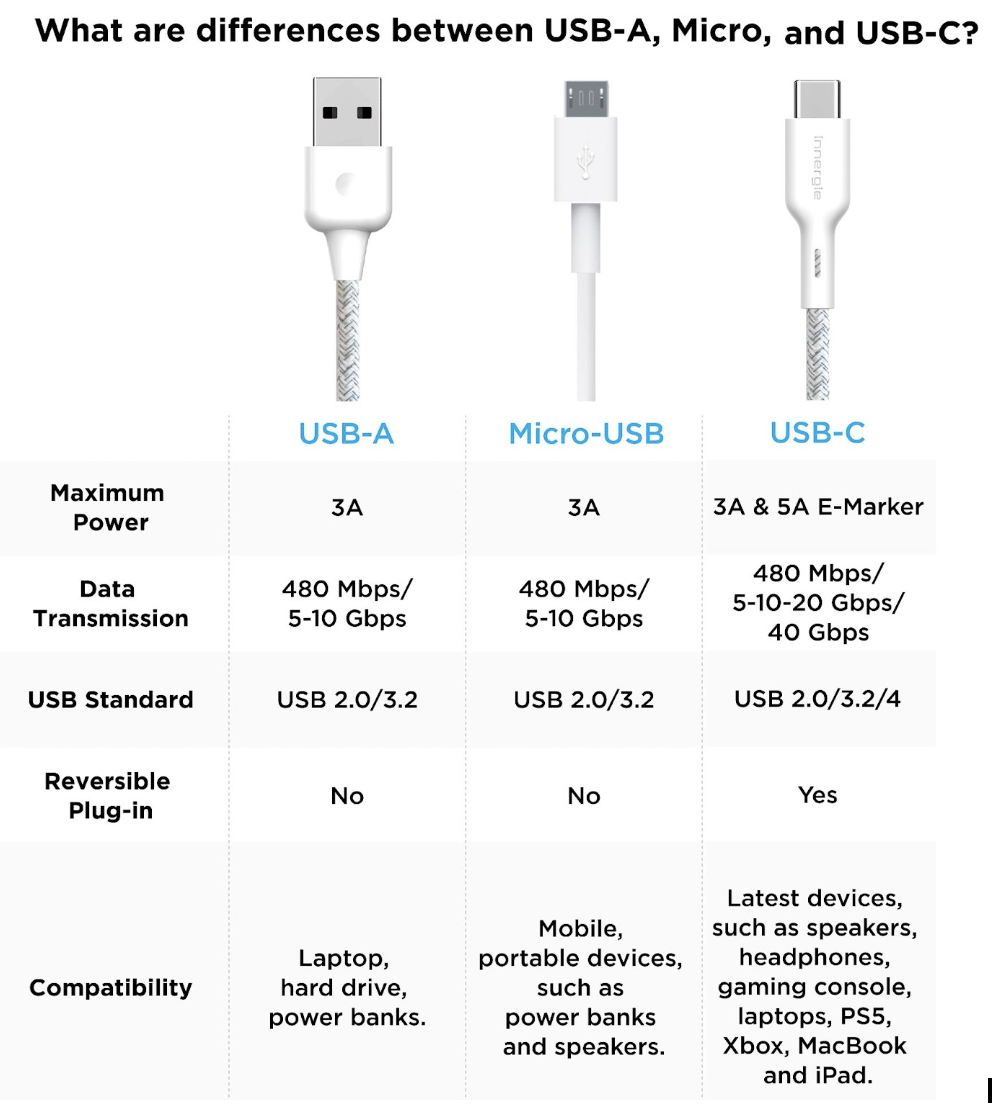 What are differences between USB-A, Micro, and USB-C?
Innergie
USB-A Micro-USB USB-C
Maximum
Power
3A
3A
3A & 5A E-Marker
Data
Transmission
480 Mbps/
5-10 Gbps
480 Mbps/
5-10 Gbps
480 Mbps/
5-10-20 Gbps/
40 Gbps
USB Standard
USB 2.0/3.2
USB 2.0/3.2
USB 2.0/3.2/4
Reversible
Plug-in
No
No
Yes
Compatibility
Laptop,
hard drive,
power banks.
Mobile,
portable devices,
such as
power banks
and speakers.
Latest devices,
such as speakers,
headphones,
gaming console,
laptops, PS5,
Xbox, MacBook
and iPad.